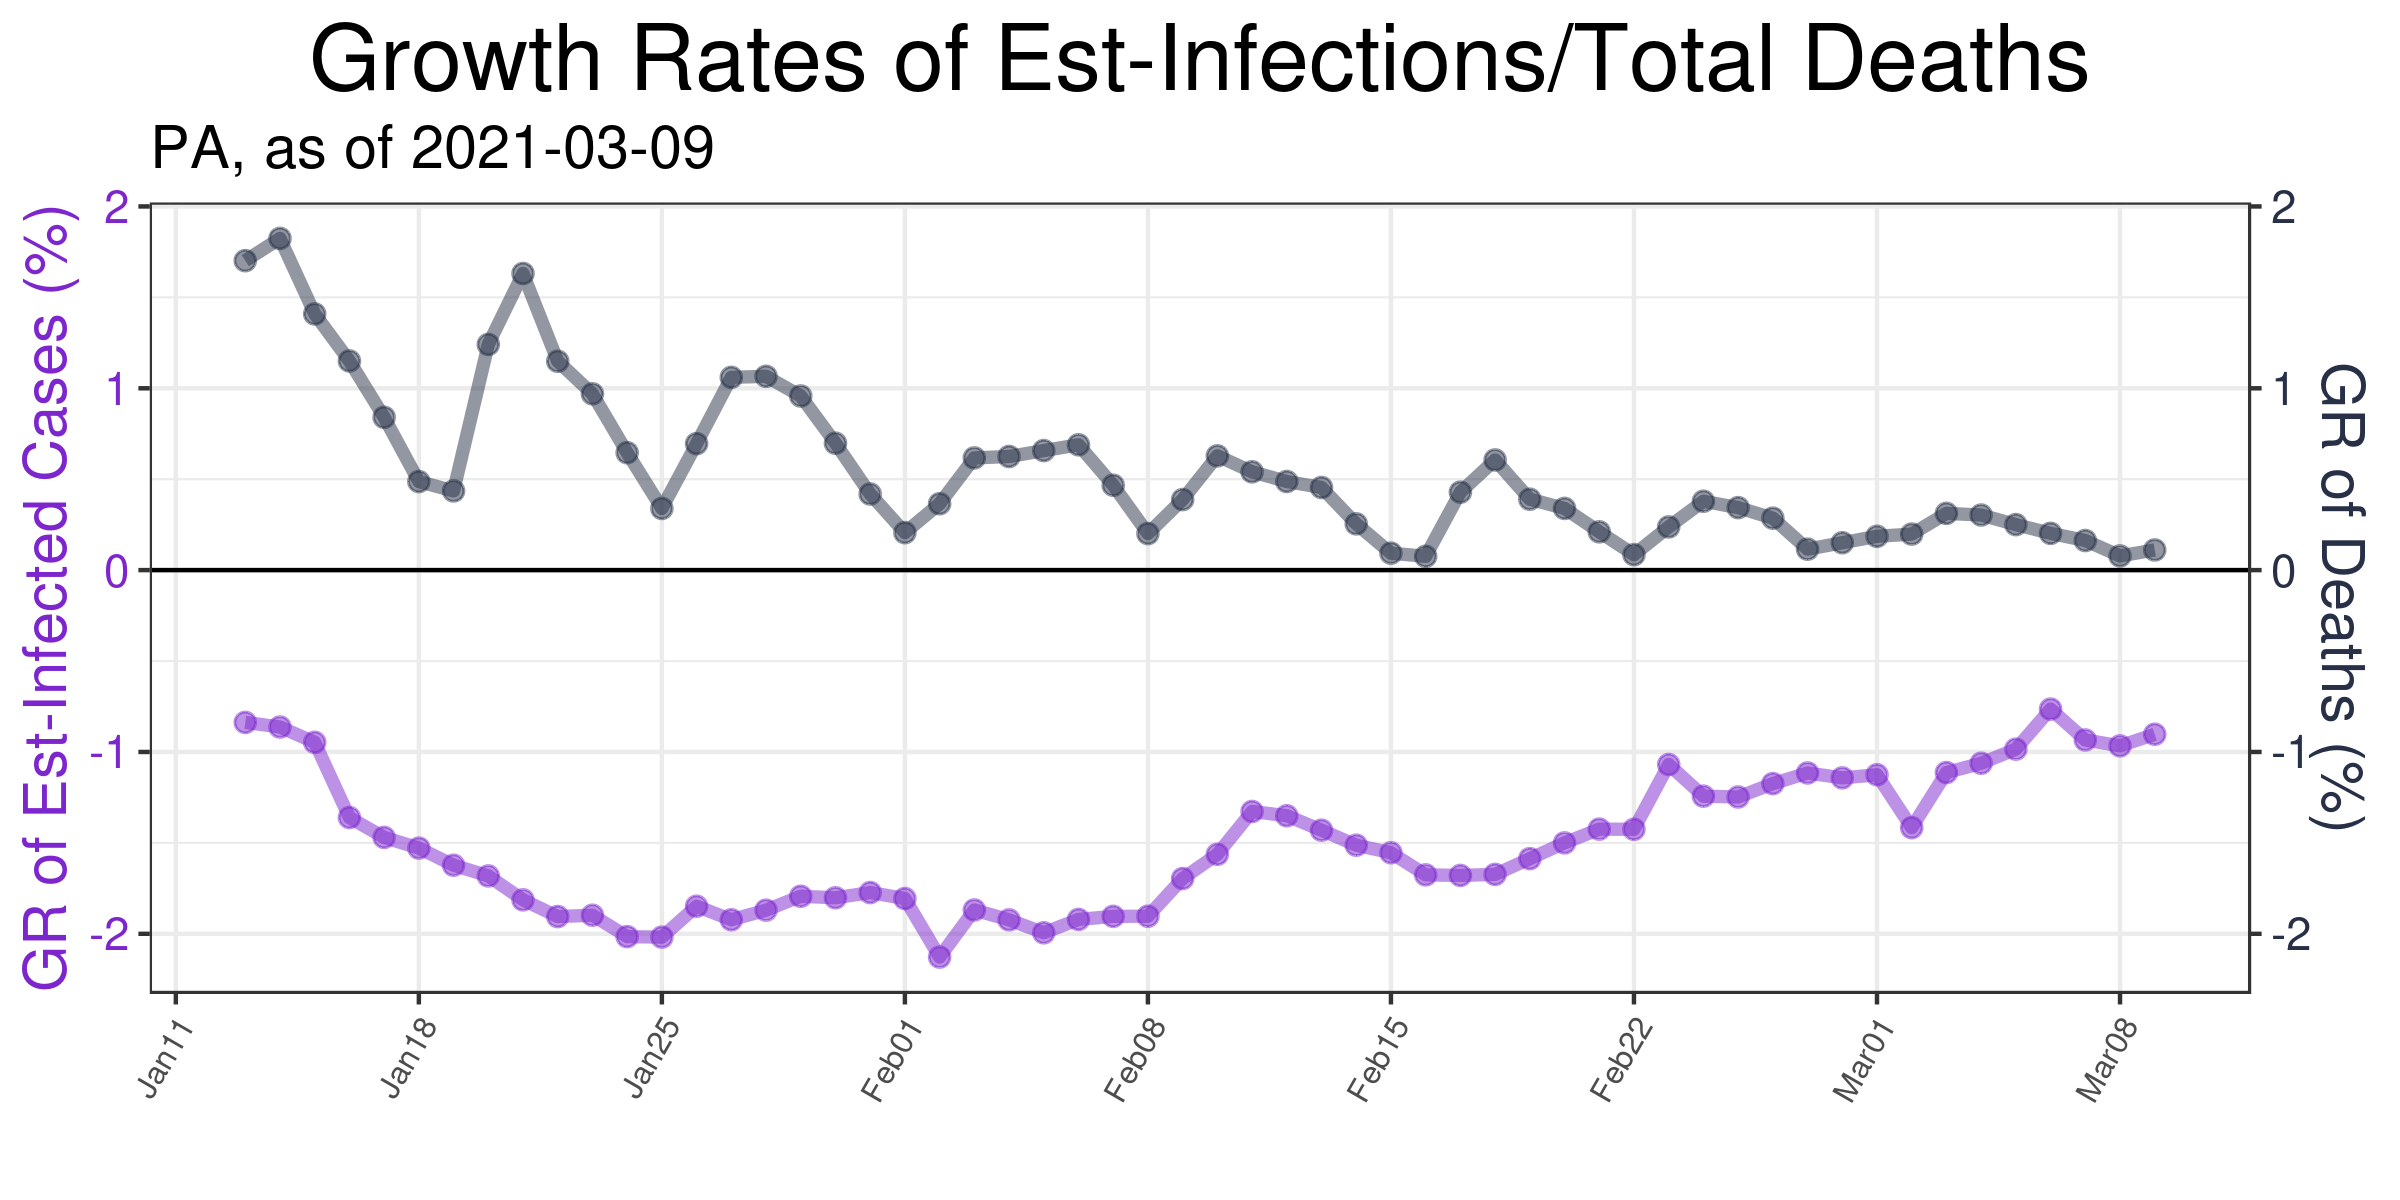 Growth Rates of Est-Infections/Total Deaths
PA, as of 2021-03-09
GR of Est-Infected Cases (%)
2
1
0
-1
-2
2
1
0
-1
-2
GR of Deaths (%)
Jan11
Jan18
Jan25
Feb01
Feb08
Feb15
Feb22
Mar01
Mar08